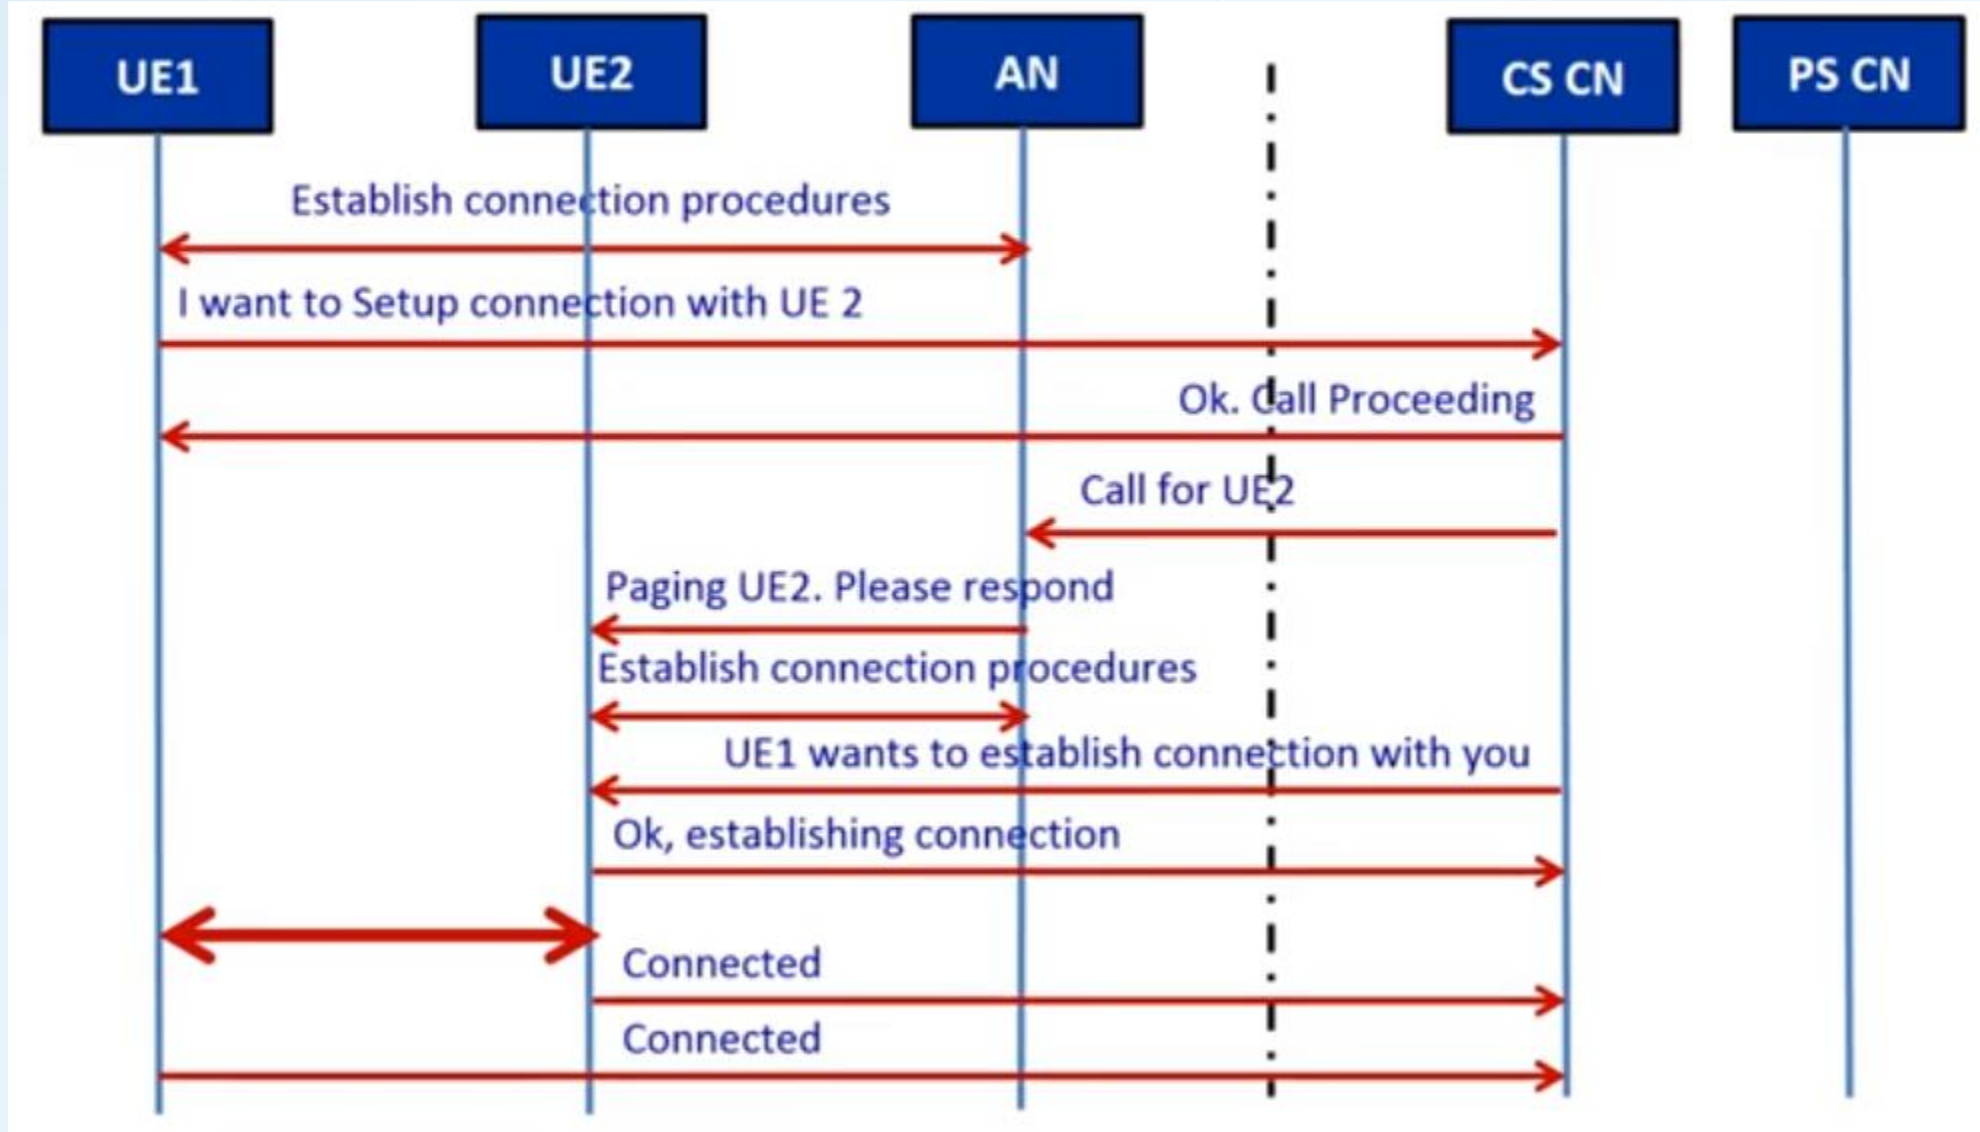 UE1
UE2
AN
CS CN
PS CN
Establish connection procedures
I want to Setup connection with UE 2
Ok. Call Proceeding
Call for UE2
Paging UE2. Please respond
Establish connection procedures
UE1 wants to establish connection with you
Ok, establishing connection
Connected
Connected